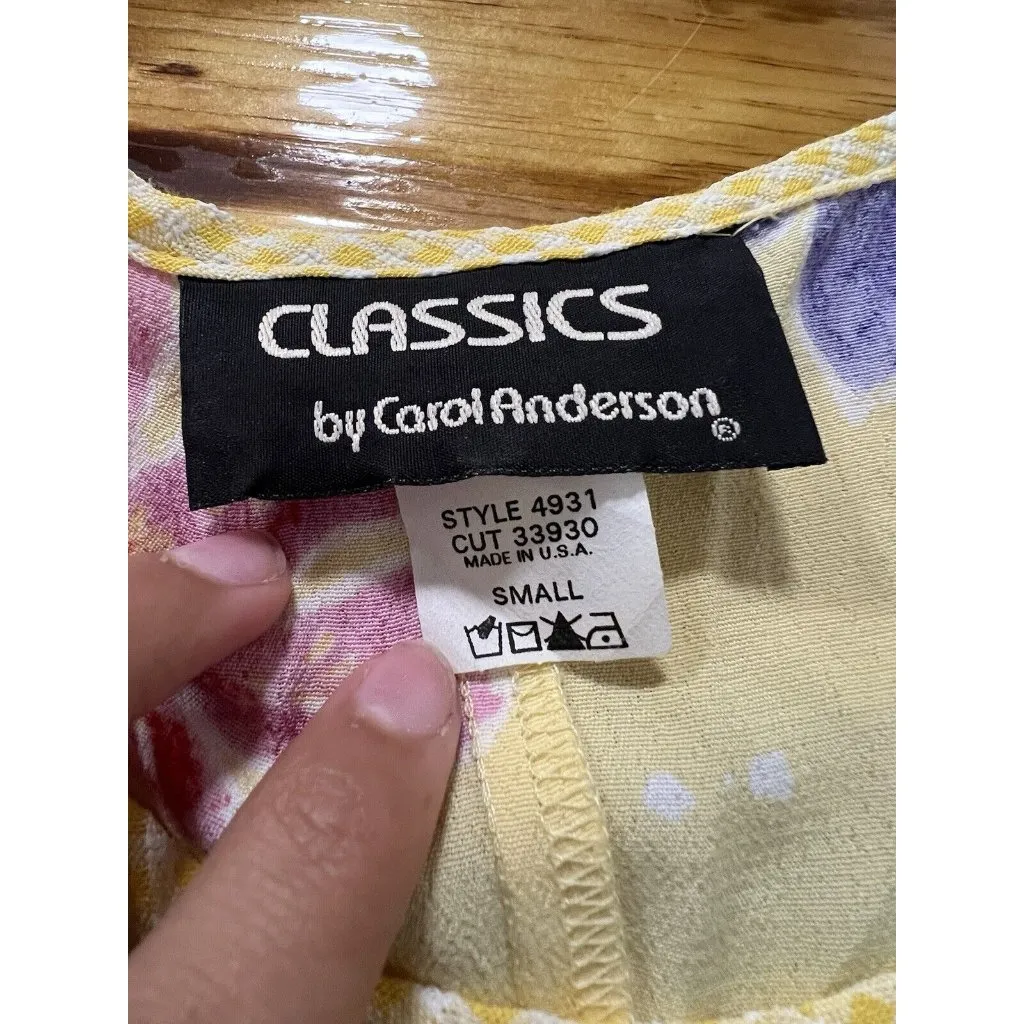 CLASSICS
by Carol Anderson®
STYLE 4931
CUT 33930
MADE IN U.S.A.
SMALL